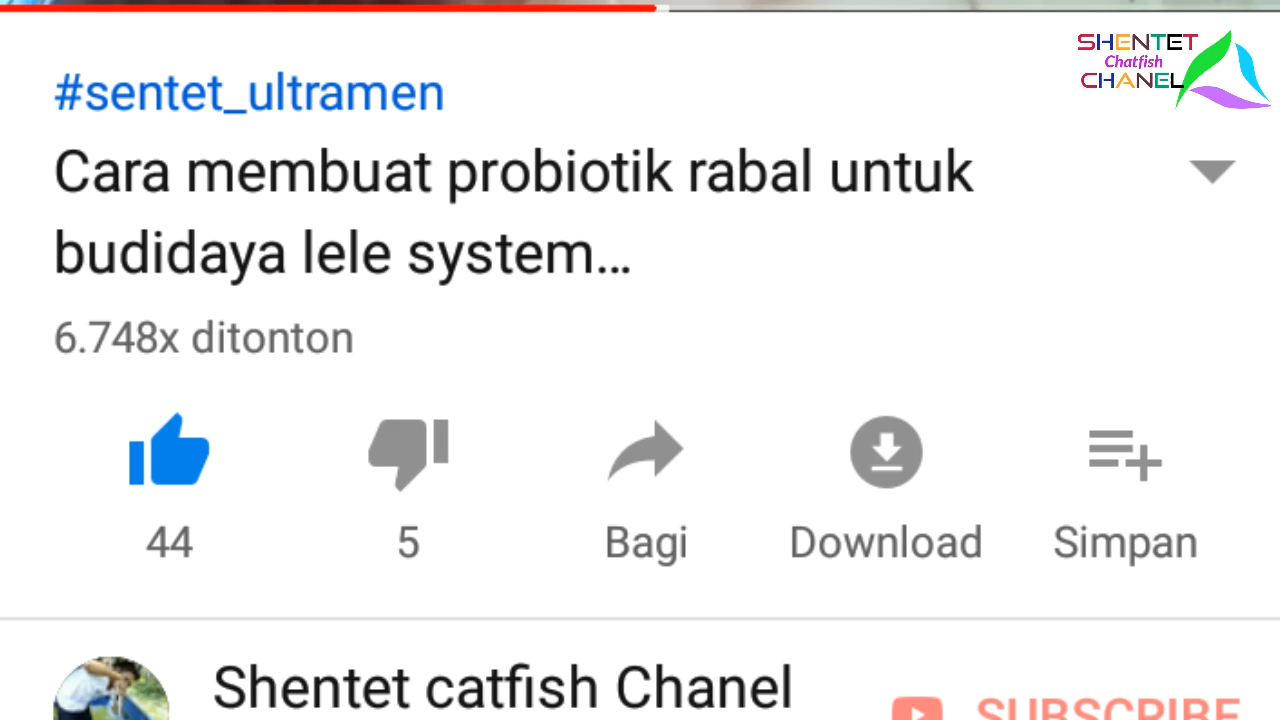 SHENTET
Chatfish
CHANEL
#sentet_ultramen
Cara membuat probiotik rabal untuk
budidaya lele system...
6.748x ditonton
44 5 Bagi Download Simpan
Shentet catfish Chanel
SUBSCRIBE